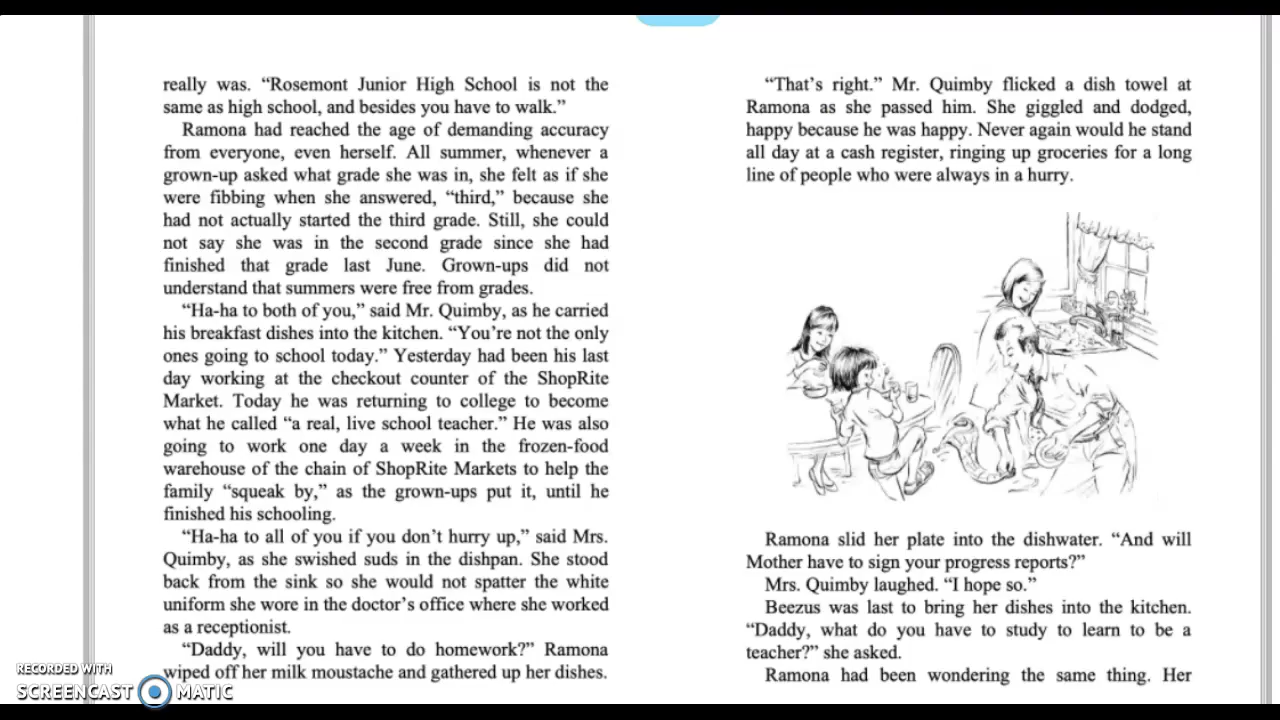 really was. “Rosemont Junior High School is not the
same as high school, and besides you have to walk.”
Ramona had reached the age of demanding accuracy
from everyone, even herself. All summer, whenever a
grown-up asked what grade she was in, she felt as if she
were fibbing when she answered, “third,” because she
had not actually started the third grade. Still, she could
not say she was in the second grade since she had
finished that grade last June. Grown-ups did not
understand that summers were free from grades.
“Ha-ha to both of you,” said Mr. Quimby, as he carried
his breakfast dishes into the kitchen. “You’re not the only
ones going to school today.” Yesterday had been his last
day working at the checkout counter of the ShopRite
Market. Today he was returning to college to become
what he called “a real, live school teacher.” He was also
going to work one day a week in the frozen-food
warehouse of the chain of ShopRite Markets to help the
family “squeak by,” as the grown-ups put it, until he
finished his schooling.
“Ha-ha to all of you if you don’t hurry up,” said Mrs.
Quimby, as she swished suds in the dishpan. She stood
back from the sink so she would not spatter the white
uniform she wore in the doctor’s office where she worked
as a receptionist.
“Daddy, will you have to do homework?” Ramona
wiped off her milk moustache and gathered up her dishes.
“That’s right.” Mr. Quimby flicked a dish towel at
Ramona as she passed him. She giggled and dodged,
happy because he was happy. Never again would he stand
all day at a cash register, ringing up groceries for a long
line of people who were always in a hurry.
Ramona slid her plate into the dishwater. “And will
Mother have to sign your progress reports?”
Mrs. Quimby laughed. “I hope so.”
Beezus was last to bring her dishes into the kitchen.
“Daddy, what do you have to study to learn to be a
teacher?” she asked.
Ramona had been wondering the same thing. Her
RECORDED WITH
SCREENCAST MATIC